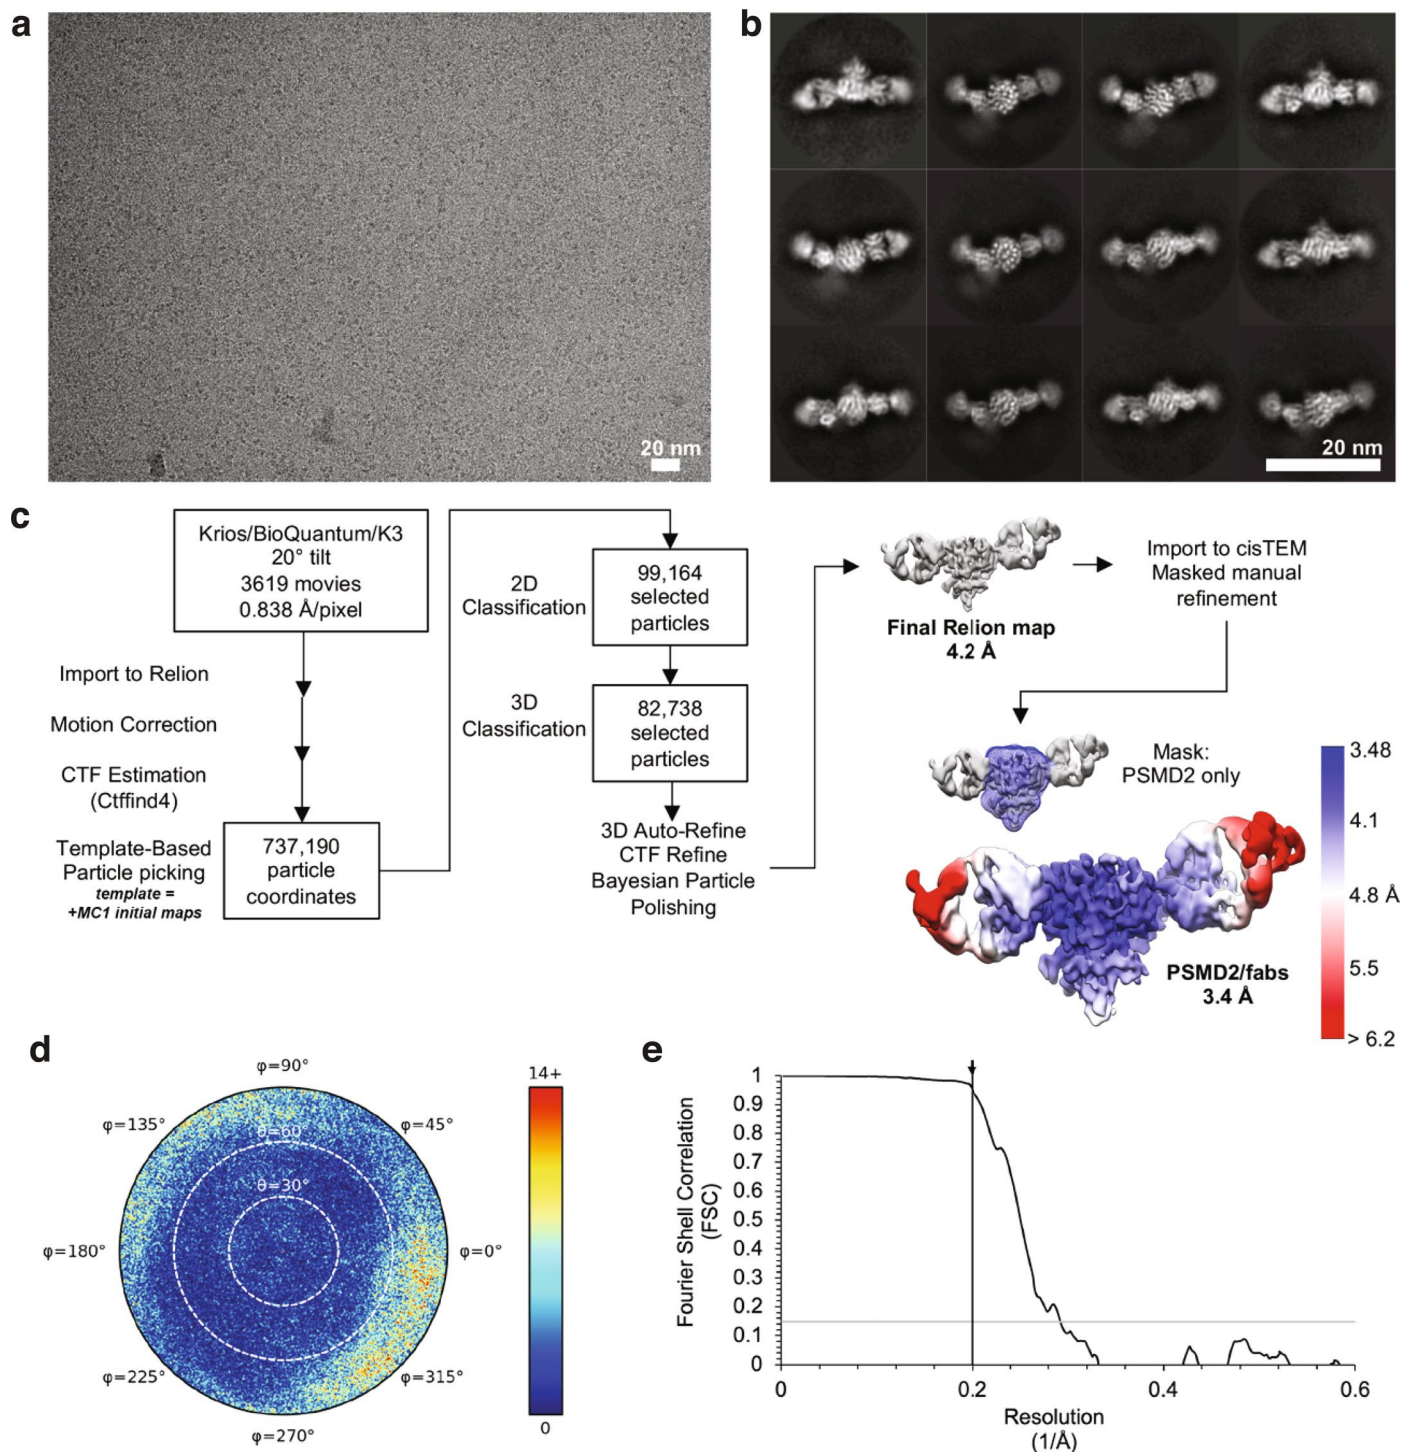 a
20 nm
b
20 nm
c
Krios/BioQuantum/K3
20° tilt
3619 movies
0.838 Å/pixel
Import to Relion
Motion Correction
CTF Estimation
(Ctffind4)
Template-Based
Particle picking
template =
+MC1 initial maps
737,190
particle
coordinates
2D
Classification
99,164
selected
particles
3D
Classification
82,738
selected
particles
3D Auto-Refine
CTF Refine
Bayesian Particle
Polishing
Final Relion map
4.2 Å
Import to cisTEM
Masked manual
refinement
Mask:
PSMD2 only
PSMD2/fabs
3.4 Å
3.48
4.1
4.8 Å
5.5
> 6.2
d
φ=90°
φ=135°
φ=45°
θ=60°
θ=30°
φ=180°
φ=0°
φ=225°
φ=315°
φ=270°
14+
0
e
Fourier Shell Correlation
(FSC)
1
0.9
0.8
0.7
0.6
0.5
0.4
0.3
0.2
0.1
0
0 0.2 0.4 0.6
Resolution
(1/Å)